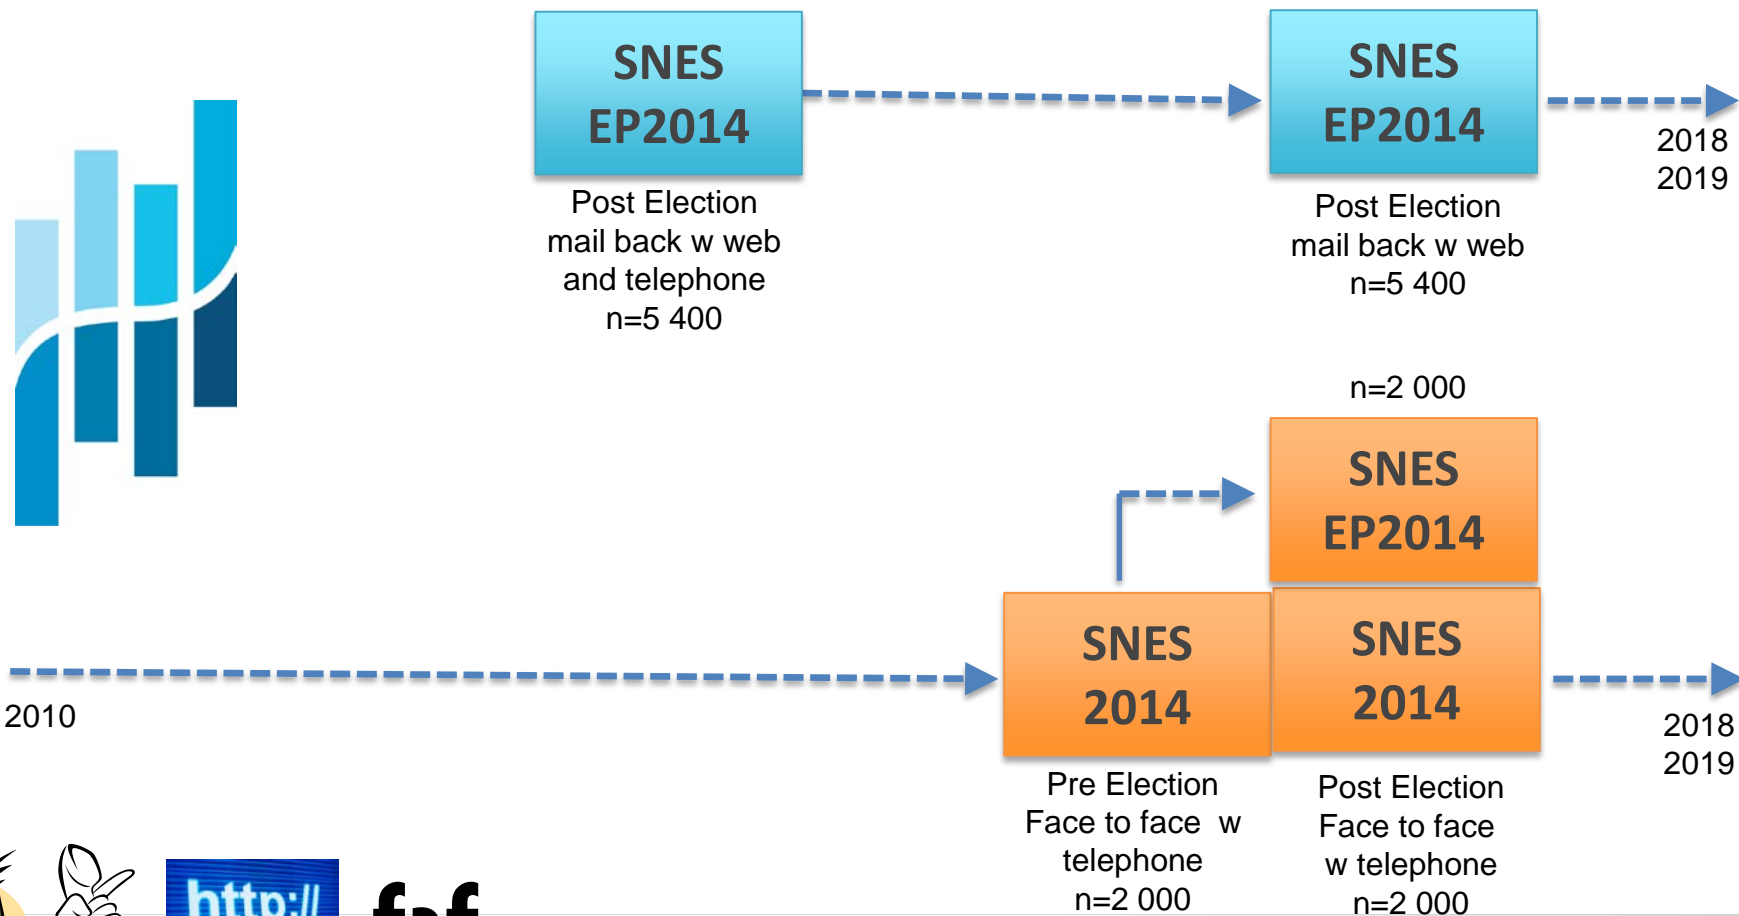 SNES
EP2014
Post Election
mail back w web
and telephone
n=5 400
SNES
EP2014
Post Election
mail back w web
n=5 400
2018
2019
n=2 000
SNES
EP2014
2010
SNES
2014
Pre Election
Face to face w
telephone
n=2 000
SNES
2014
Post Election
Face to face
w telephone
n=2 000
2018
2019
http://
f2f